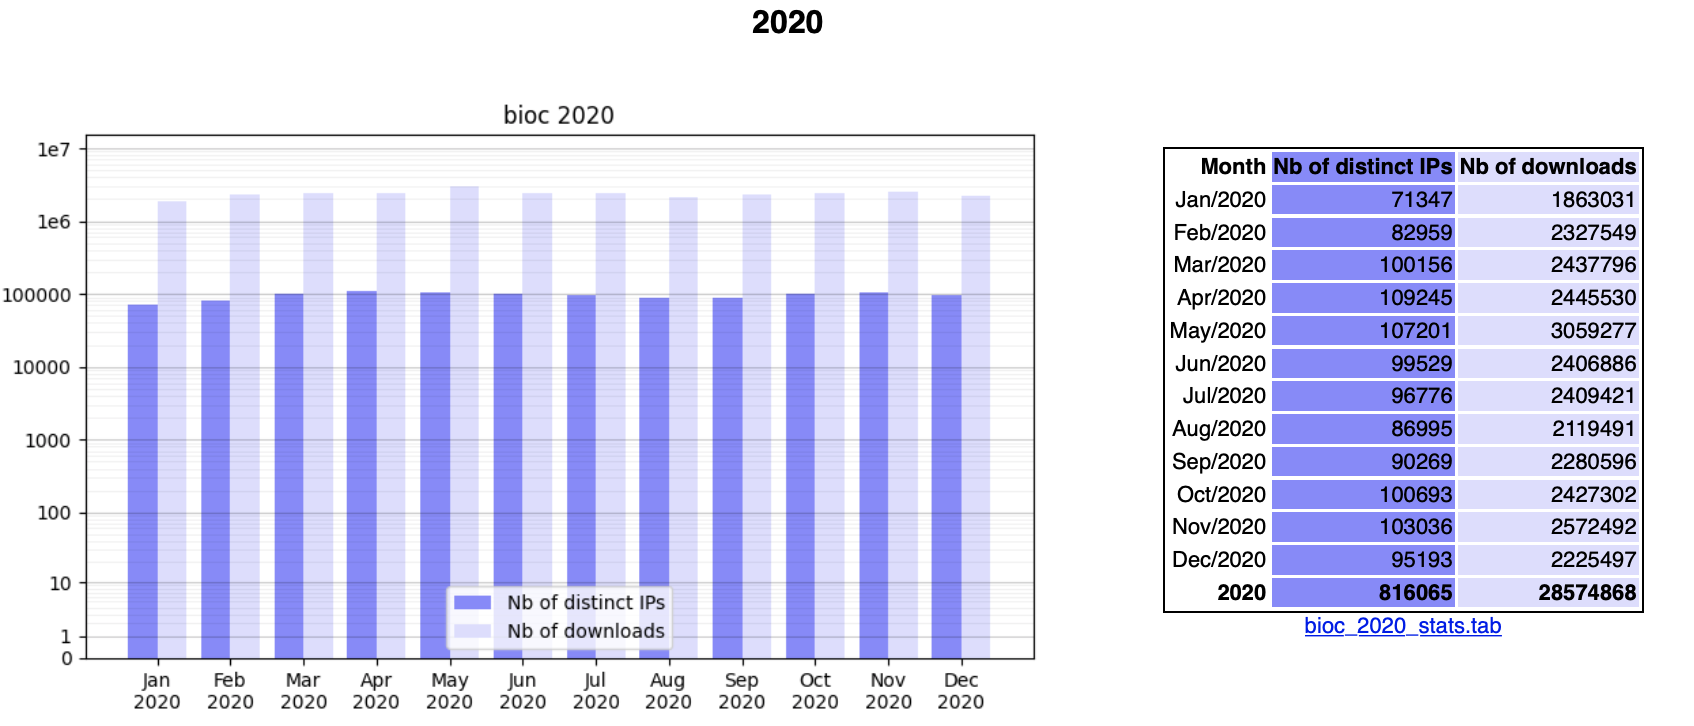 2020
bioc 2020
1e7
1e6
100000
10000
1000
100
10
1
0
Nb of distinct IPs
Nb of downloads
Jan Feb Mar Apr May Jun Jul Aug Sep Oct Nov Dec
2020 2020 2020 2020 2020 2020 2020 2020 2020 2020 2020 2020
Month Nb of distinct IPs Nb of downloads
Jan/2020 71347 1863031
Feb/2020 82959 2327549
Mar/2020 100156 2437796
Apr/2020 109245 2445530
May/2020 107201 3059277
Jun/2020 99529 2406886
Jul/2020 96776 2409421
Aug/2020 86995 2119491
Sep/2020 90269 2280596
Oct/2020 100693 2427302
Nov/2020 103036 2572492
Dec/2020 95193 2225497
2020 816065 28574868
bioc_2020_stats.tab